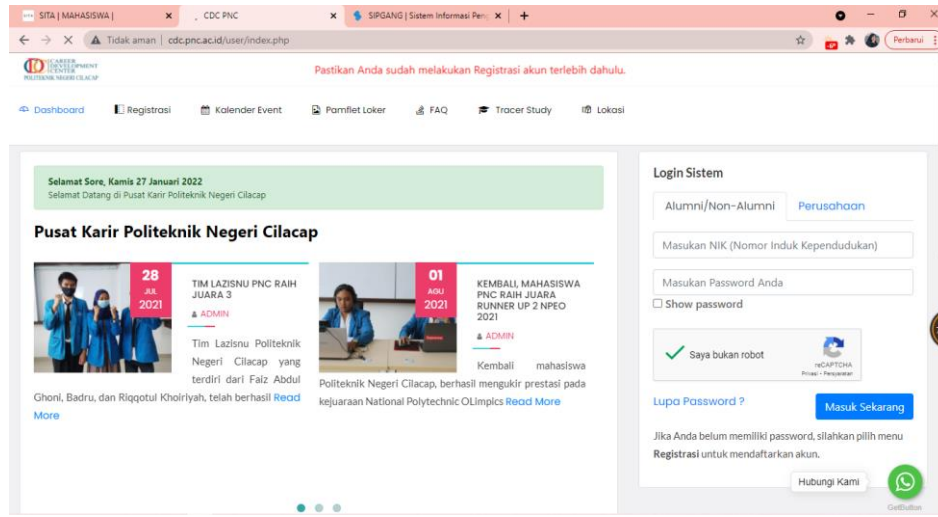 SITA | MAHASISWA |
CDC PNC
SIPGANG | Sistem Informasi Peng
Tidak aman | cdc.pnc.ac.id/user/index.php
Perbarui
CAREER
DEVELOPMENT
CENTER
POLITEKNIK NEGERI CILACAP
Pastikan Anda sudah melakukan Registrasi akun terlebih dahulu.
Dashboard
Registrasi
Kalender Event
Pamflet Loker
FAQ
Tracer Study
Lokasi
Selamat Sore, Kamis 27 Januari 2022
Selamat Datang di Pusat Karir Politeknik Negeri Cilacap
Pusat Karir Politeknik Negeri Cilacap
28
JUL
2021
TIM LAZISNU PNC RAIH
JUARA 3
ADMIN
Tim Lazisnu Politeknik
Negeri Cilacap yang
terdiri dari Faiz Abdul
Ghoni, Badru, dan Riqqotul Khoiriyah, telah berhasil Read
More
01
AGU
2021
KEMBALI, MAHASISWA
PNC RAIH JUARA
RUNNER UP 2 NPEO
2021
ADMIN
Kembali mahasiswa
Politeknik Negeri Cilacap, berhasil mengukir prestasi pada
kejuaraan National Polytechnic OLimpics Read More
Login Sistem
Alumni/Non-Alumni
Perusahaan
Masukan NIK (Nomor Induk Kependudukan)
Masukan Password Anda
Show password
Saya bukan robot
reCAPTCHA
Privasi - Persyaratan
Lupa Password ?
Masuk Sekarang
Jika Anda belum memiliki password, silahkan pilih menu
Registrasi untuk mendaftarkan akun.
Hubungi Kami
GetButton